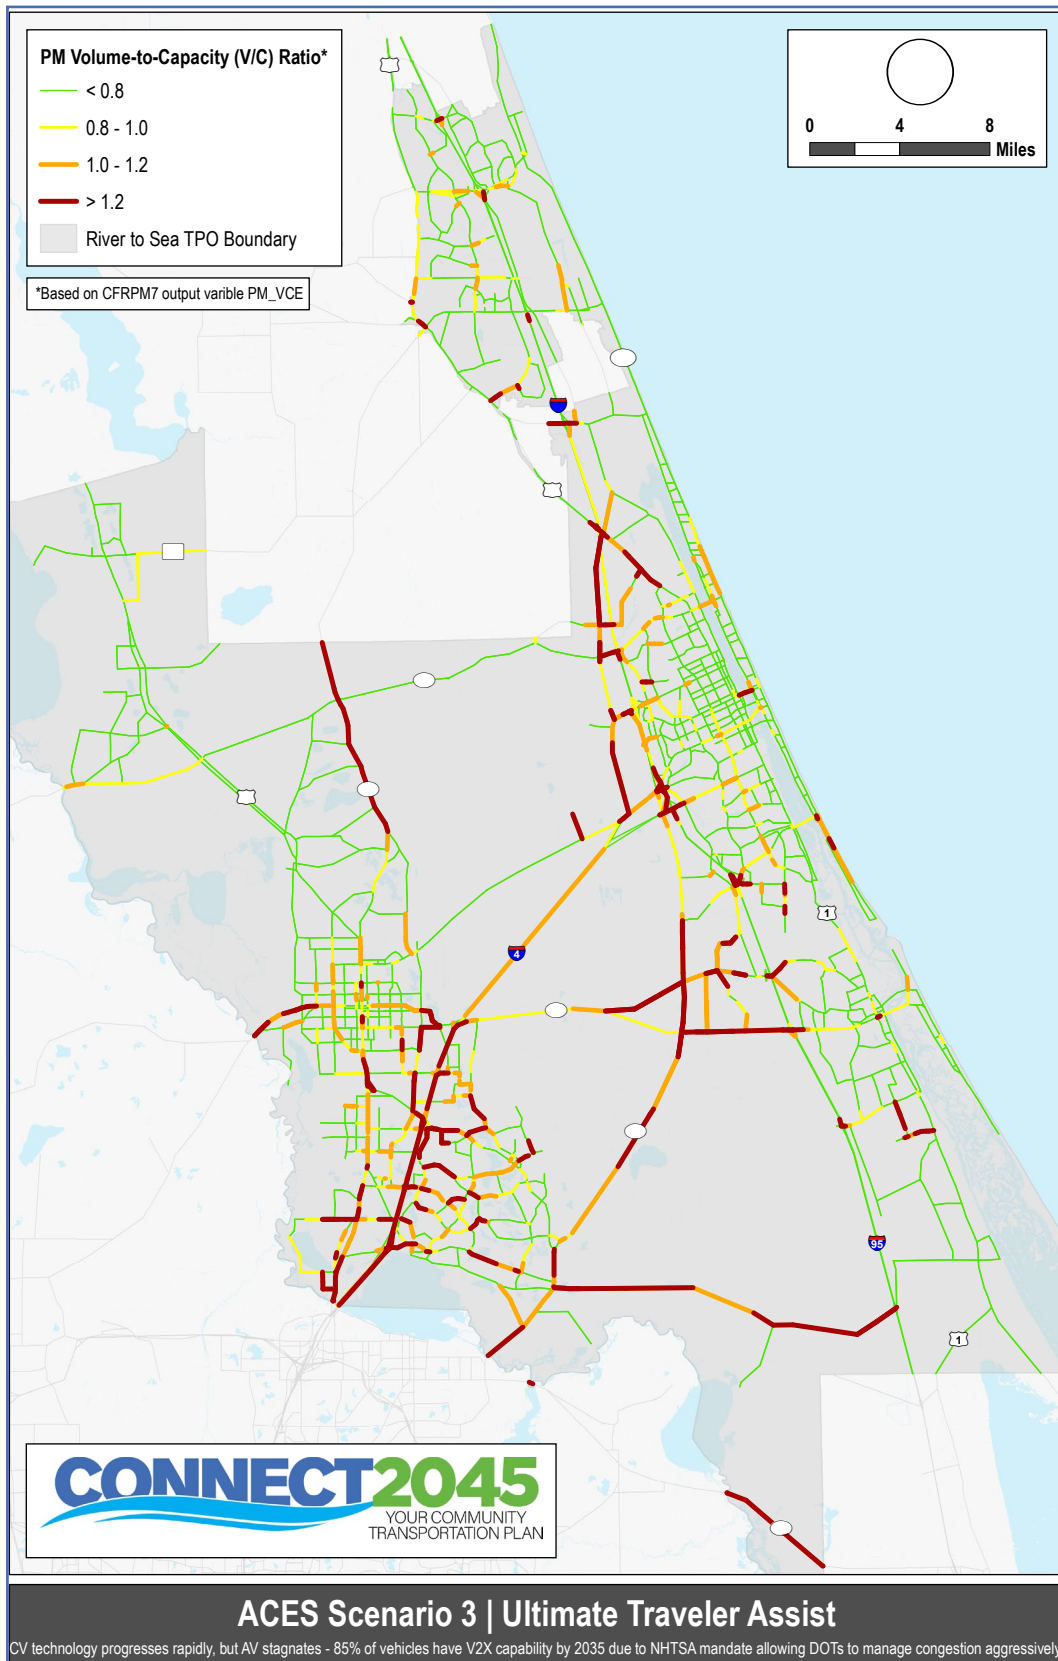 PM Volume-to-Capacity (V/C) Ratio*
< 0.8
0.8 - 1.0
1.0 - 1.2
> 1.2
River to Sea TPO Boundary
*Based on CFRPM7 output varible PM_VCE
0 4 8
Miles
1
4
95
1
CONNECT2045
YOUR COMMUNITY
TRANSPORTATION PLAN
ACES Scenario 3 | Ultimate Traveler Assist
CV technology progresses rapidly, but AV stagnates - 85% of vehicles have V2X capability by 2035 due to NHTSA mandate allowing DOTs to manage congestion aggressively